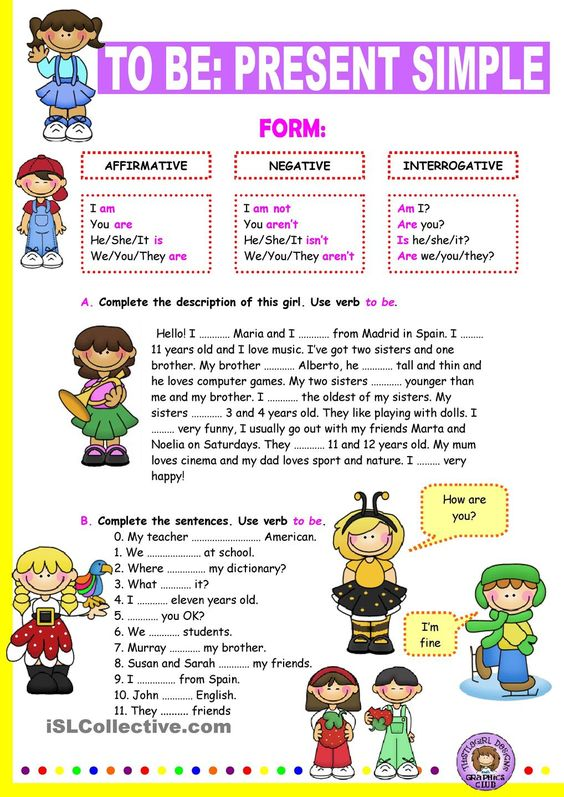 TO BE: PRESENT SIMPLE
FORM:
AFFIRMATIVE
I am
You are
He/She/It is
We/You/They are
NEGATIVE
I am not
You aren't
He/She/It isn't
We/You/They aren't
INTERROGATIVE
Am I?
Are you?
Is he/she/it?
Are we/you/they?
A. Complete the description of this girl. Use verb to be.
Hello! I ............ Maria and I ............ from Madrid in Spain. I .........
11 years old and I love music. I've got two sisters and one
brother. My brother ............ Alberto, he ............ tall and thin and
he loves computer games. My two sisters ............ younger than
me and my brother. I ............ the oldest of my sisters. My
sisters ............ 3 and 4 years old. They like playing with dolls. I
......... very funny, I usually go out with my friends Marta and
Noelia on Saturdays. They ............ 11 and 12 years old. My mum
loves cinema and my dad loves sport and nature. I ......... very
happy!
B. Complete the sentences. Use verb to be.
0. My teacher ........................... American.
1. We ..................... at school.
2. Where ............... my dictionary?
3. What ............ it?
4. I ............ eleven years old.
5. ............ you OK?
6. We ............ students.
7. Murray ............ my brother.
8. Susan and Sarah ............ my friends.
9. I ............... from Spain.
10. John ............ English.
11. They .......... friends
How are
you?
I'm
fine
iSLCollective.com
THISTLEGIRL DESIGNS
GRAPHICS
CLUB